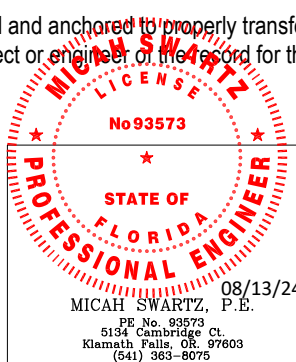 l and anchored to properly transf
ect or engineer of the record for th
MICAH SWARTZ
LICENSE
No 93573
STATE OF
FLORIDA
PROFESSIONAL ENGINEER
08/13/24
MICAH SWARTZ, P.E.
PE No. 93573
5134 Cambridge Ct.
Klamath Falls, OR. 97603
(541) 363-8075